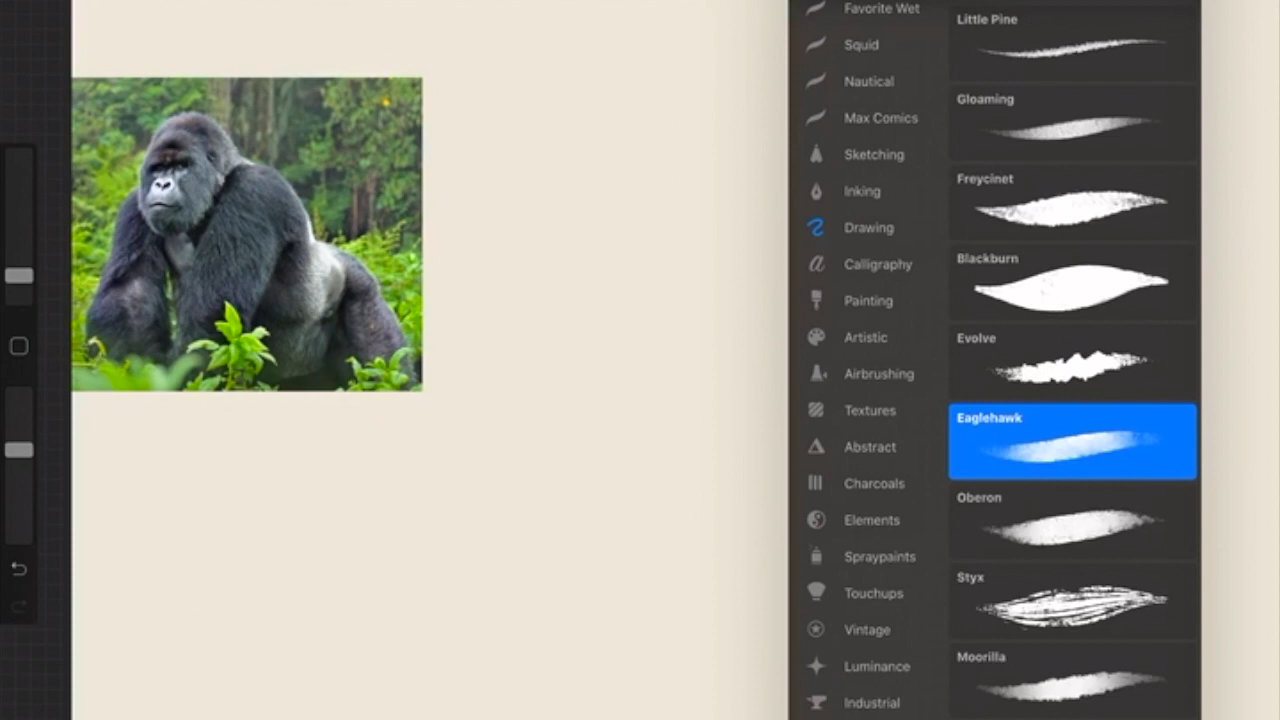 Favorite Wet
Squid
Nautical
Max Comics
Sketching
Inking
Drawing
Calligraphy
Painting
Artistic
Airbrushing
Textures
Abstract
Charcoals
Elements
Spraypaints
Touchups
Vintage
Luminance
Industrial
Little Pine
Gloaming
Freycinet
Blackburn
Evolve
Eaglehawk
Oberon
Styx
Moorilla